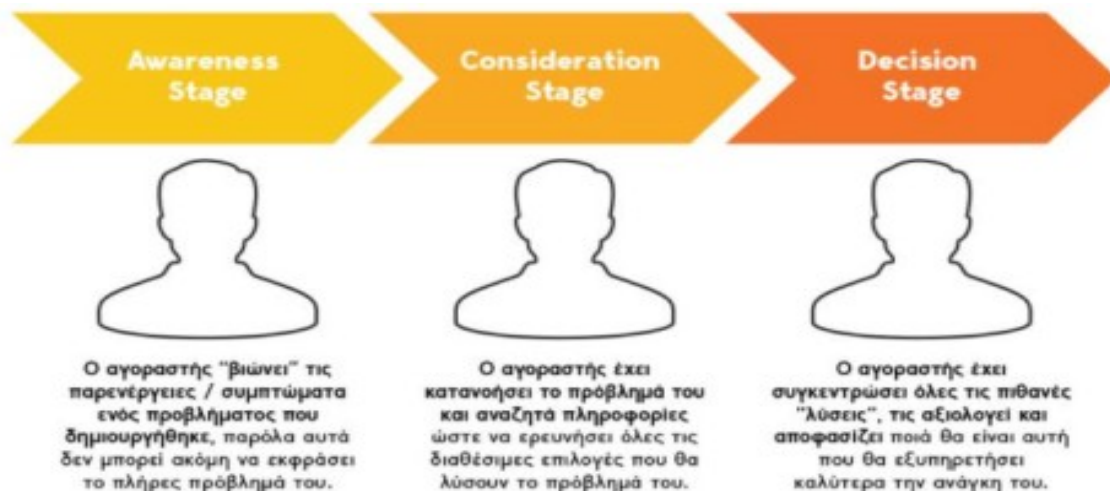 Awareness
Stage
Consideration
Stage
Decision
Stage
Ο αγοραστής "βιώνει" τις
παρενέργειες / συμπτώματα
ενός προβλήματος που
δημιουργήθηκε, παρόλα αυτά
δεν μπορεί ακόμη να εκφράσει
το πλήρες πρόβλημά του.
Ο αγοραστής έχει
κατανοήσει το πρόβλημά του
και αναζητά πληροφορίες
ώστε να ερευνήσει όλες τις
διαθέσιμες επιλογές που θα
λύσουν το πρόβλημά του.
Ο αγοραστής έχει
συγκεντρώσει όλες τις πιθανές
"λύσεις", τις αξιολογεί και
αποφασίζει ποιά θα είναι αυτή
που θα εξυπηρετήσει
καλύτερα την ανάγκη του.